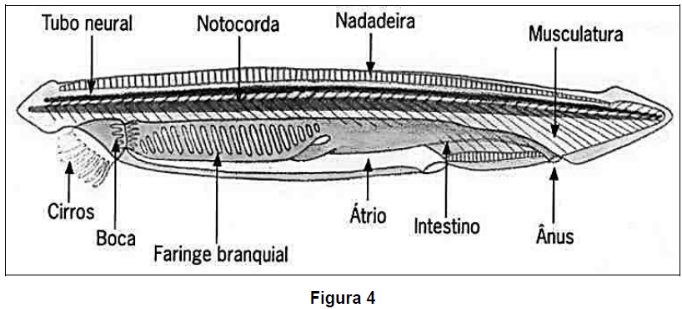 Tubo neural
Notocorda
Nadadeira
Musculatura
Cirros
Boca
Faringe branquial
Átrio
Intestino
Ânus
Figura 4